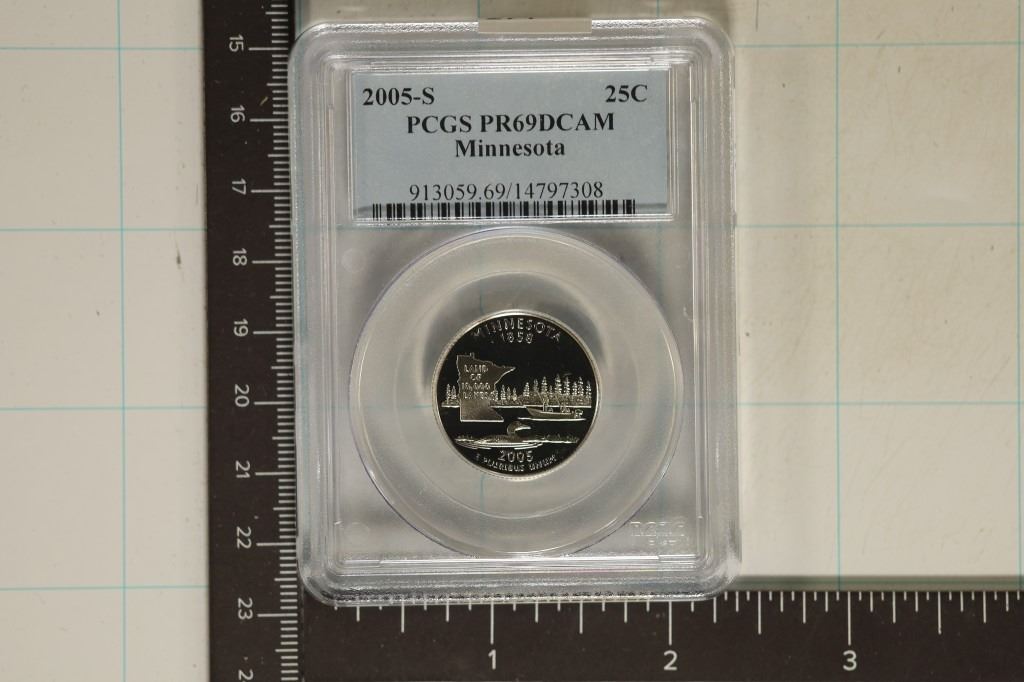 2005-S 25C
PCGS PR69DCAM
Minnesota
913059.69/14797308
MINNESOTA
1858
LAND
OF
10,000
LAKES
2005
E PLURIBUS UNUM
15
16
17
18
19
20
21
22
23
1 2 3